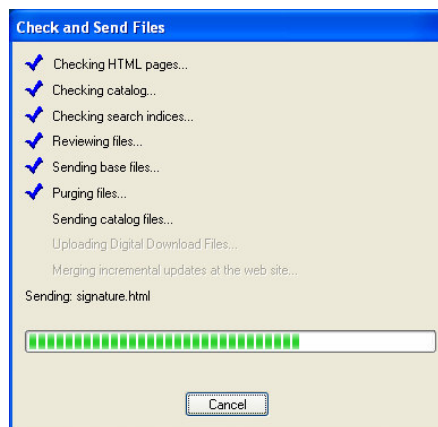 Check and Send Files
Checking HTML pages...
Checking catalog...
Checking search indices...
Reviewing files...
Sending base files...
Purging files...
Sending catalog files...
Uploading Digital Download Files...
Merging incremental updates at the web site...
Sending: signature.html
Cancel